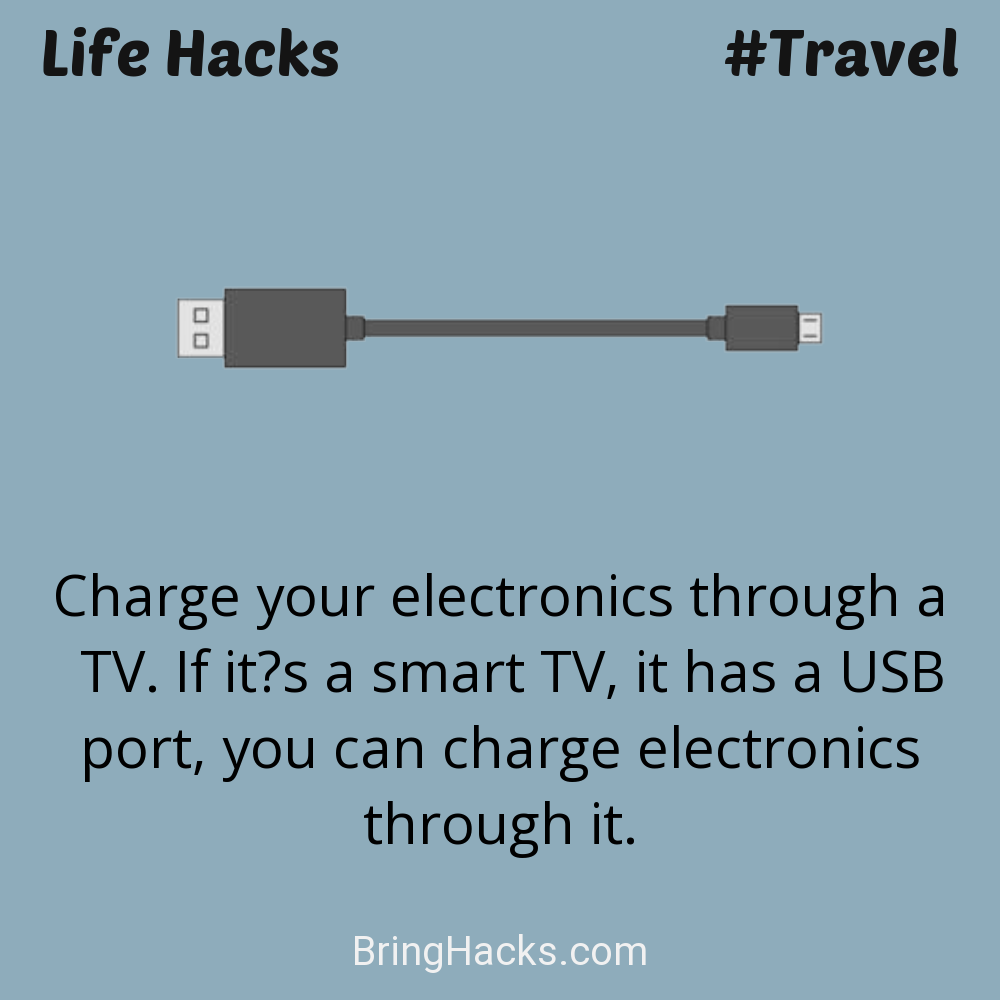 Life Hacks #Travel
Charge your electronics through a
TV. If it?s a smart TV, it has a USB
port, you can charge electronics
through it.
BringHacks.com